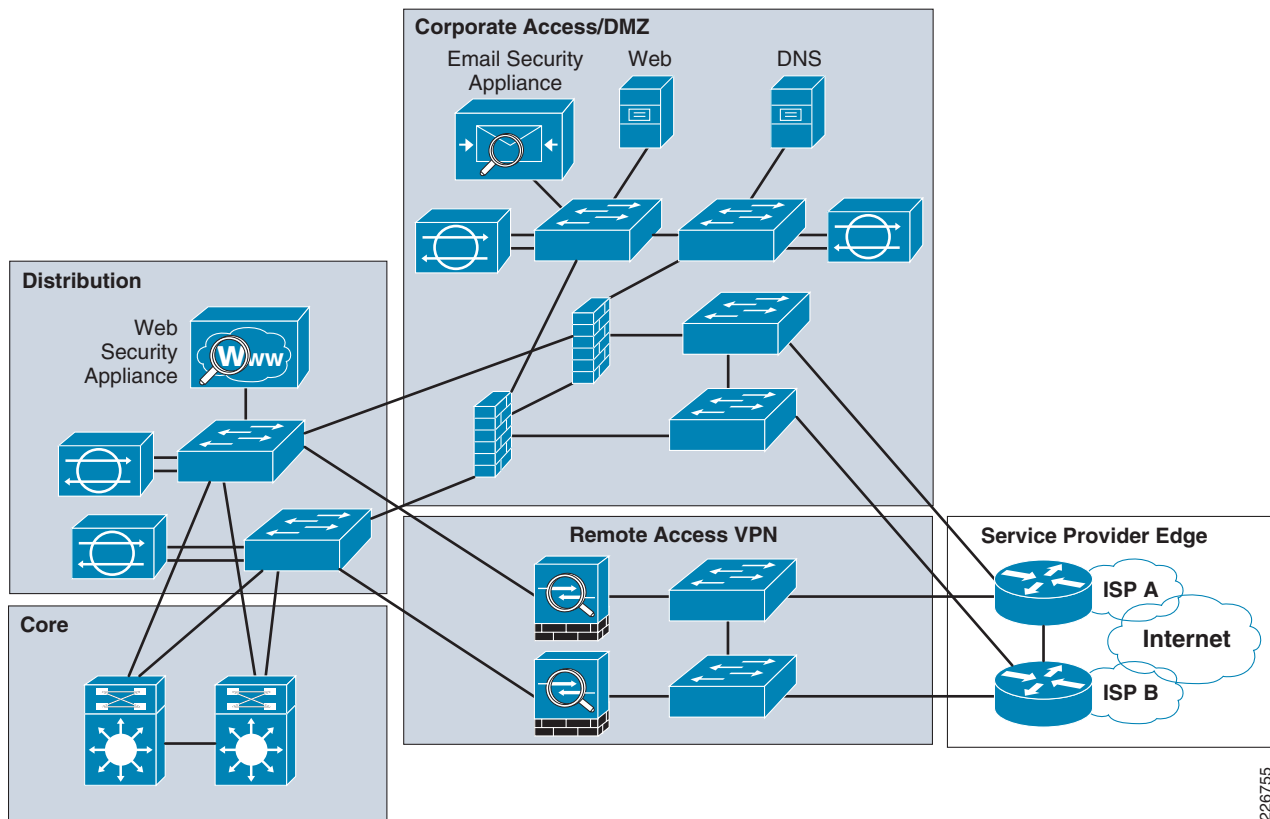 Corporate Access/DMZ
Email Security
Appliance
Web
DNS
Distribution
Web
Security
Appliance
Www
Remote Access VPN
Service Provider Edge
ISP A
Internet
ISP B
Core
226755